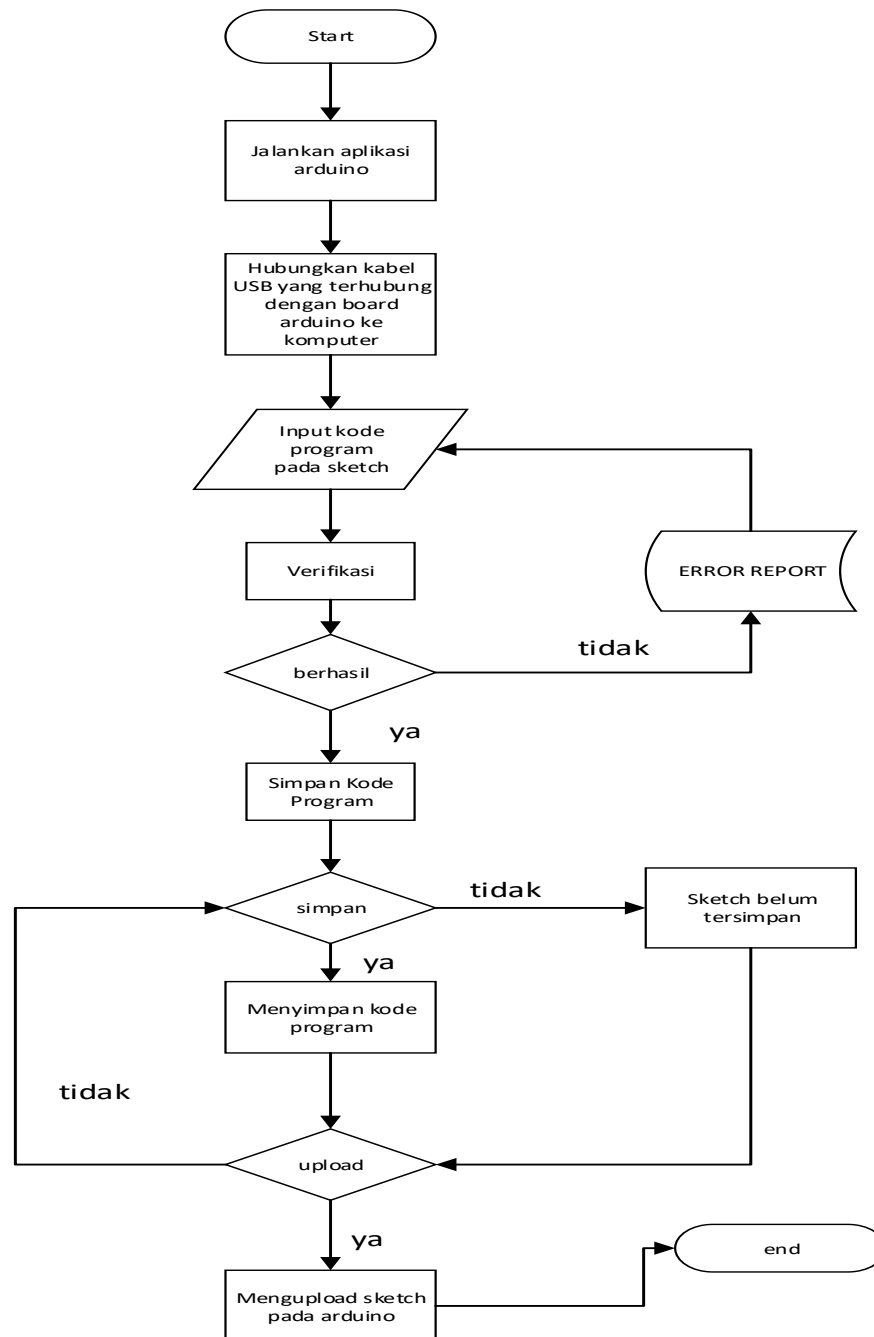 Start
Jalankan aplikasi
arduino
Hubungkan kabel
USB yang terhubung
dengan board
arduino ke
komputer
Input kode
program
pada sketch
Verifikasi
ERROR REPORT
berhasil
tidak
ya
Simpan Kode
Program
simpan
tidak
Sketch belum
tersimpan
ya
Menyimpan kode
program
tidak
upload
ya
Mengupload sketch
pada arduino
end